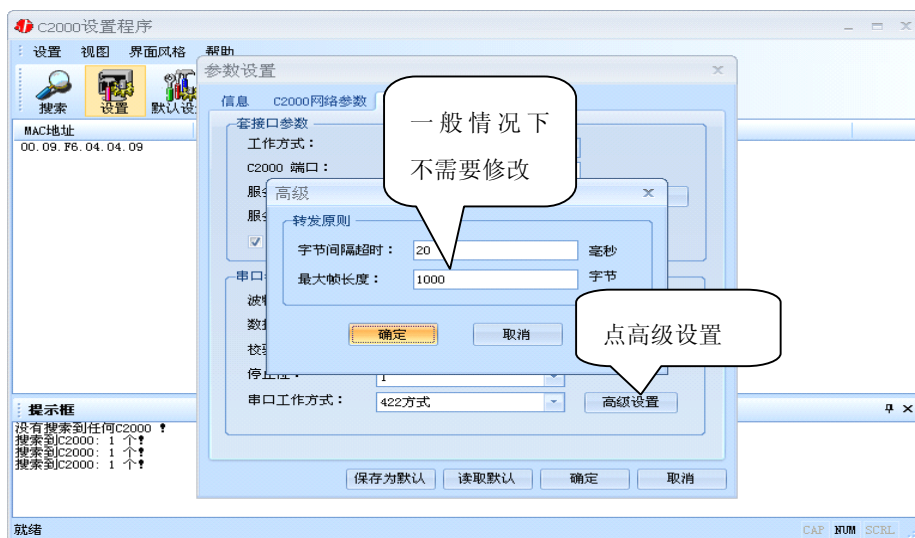 C2000设置程序
设置 视图 界面风格 帮助
搜索 设置 默认设
MAC地址
00.09.F6.04.04.09
参数设置
信息 C2000网络参数
套接口参数
工作方式：
C2000 端口：
服
服
一般情况下
不需要修改
高级
转发原则
字节间隔超时： 20 毫秒
最大帧长度： 1000 字节
确定 取消
串口
波
数
校
停止位： 1
串口工作方式： 422方式 高级设置
点高级设置
保存为默认 读取默认 确定 取消
提示框
没有搜索到任何C2000 ！
搜索到C2000: 1 个！
搜索到C2000: 1 个！
搜索到C2000: 1 个！
就绪 CAP NUM SCRL